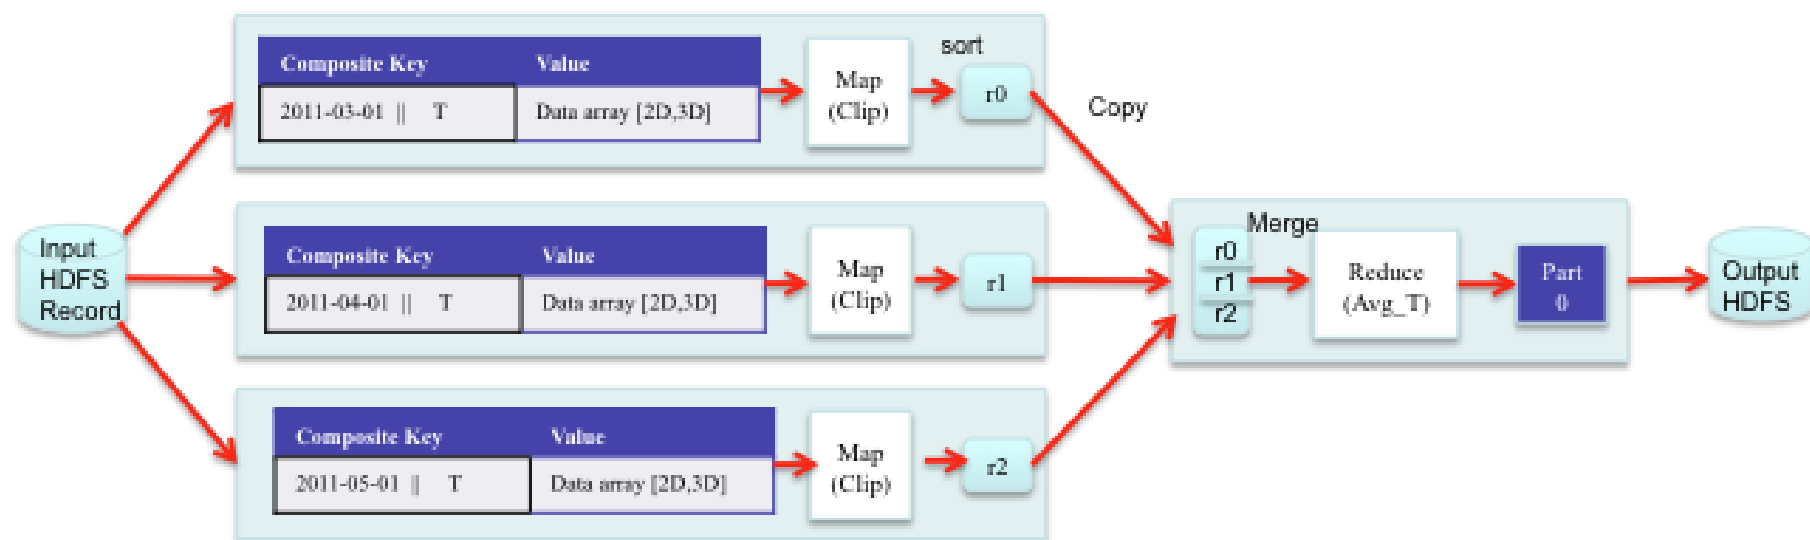 Input
HDFS
Record
Composite Key Value
2011-03-01 || T Data array [2D,3D]
Map
(Clip)
sort
r0
Copy
Composite Key Value
2011-04-01 || T Data array [2D,3D]
Map
(Clip)
r1
Composite Key Value
2011-05-01 || T Data array [2D,3D]
Map
(Clip)
r2
Merge
r0
r1
r2
Reduce
(Avg_T)
Part
0
Output
HDFS